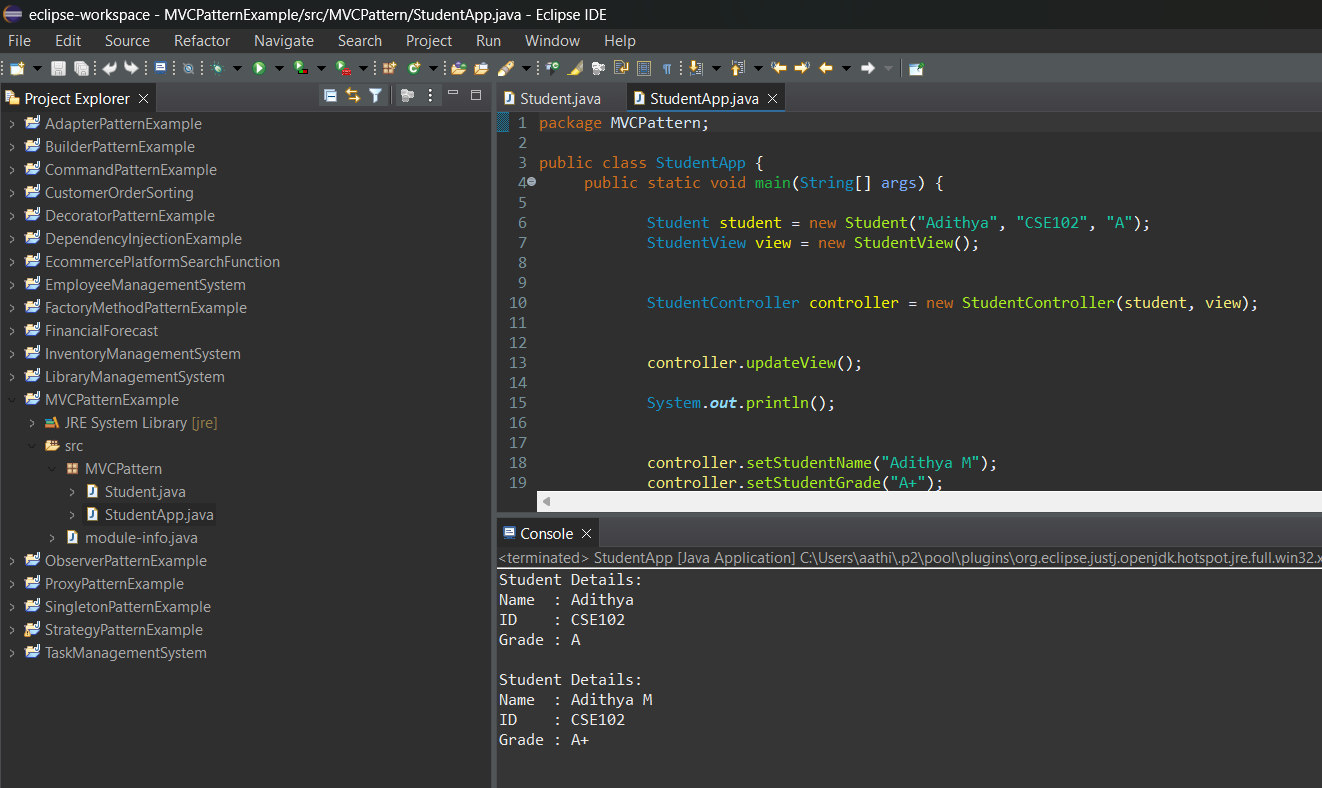 eclipse-workspace - MVCPatternExample/src/MVCPattern/StudentApp.java - Eclipse IDE
File Edit Source Refactor Navigate Search Project Run Window Help
Project Explorer
AdapterPatternExample
BuilderPatternExample
CommandPatternExample
CustomerOrderSorting
DecoratorPatternExample
DependencyInjectionExample
EcommercePlatformSearchFunction
EmployeeManagementSystem
FactoryMethodPatternExample
FinancialForecast
InventoryManagementSystem
LibraryManagementSystem
MVCPatternExample
JRE System Library [jre]
src
MVCPattern
Student.java
StudentApp.java
module-info.java
ObserverPatternExample
ProxyPatternExample
SingletonPatternExample
StrategyPatternExample
TaskManagementSystem
Student.java StudentApp.java
1 package MVCPattern;
2
3 public class StudentApp {
4 public static void main(String[] args) {
5
6 Student student = new Student("Adithya", "CSE102", "A");
7 StudentView view = new StudentView();
8
9
10 StudentController controller = new StudentController(student, view);
11
12
13 controller.updateView();
14
15 System.out.println();
16
17
18 controller.setStudentName("Adithya M");
19 controller.setStudentGrade("A+");
Console
<terminated> StudentApp [Java Application] C:\Users\aathi\.p2\pool\plugins\org.eclipse.justj.openjdk.hotspot.jre.full.win32.x
Student Details:
Name : Adithya
ID : CSE102
Grade : A
Student Details:
Name : Adithya M
ID : CSE102
Grade : A+